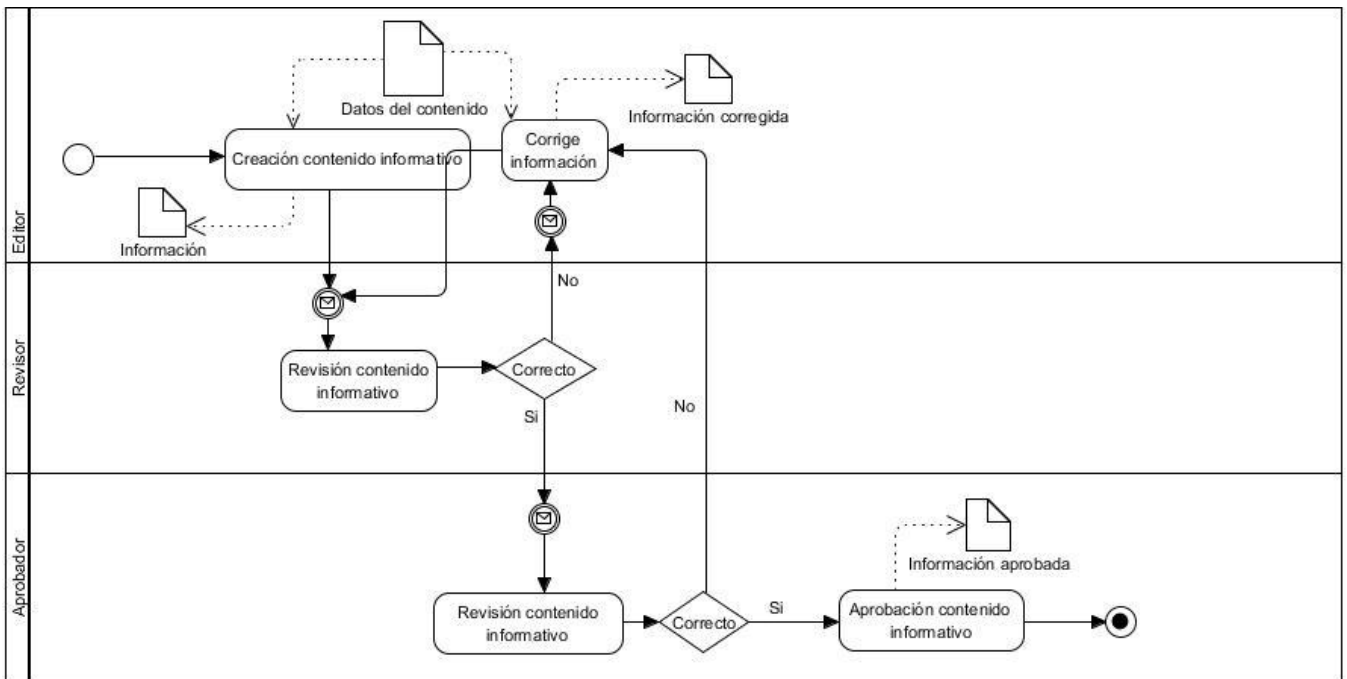 Editor
Datos del contenido
Información corregida
Creación contenido informativo
Corrige
información
Información
Revisor
No
Revisión contenido
informativo
Correcto
Si
No
Aprobador
Información aprobada
Revisión contenido
informativo
Correcto
Si
Aprobación contenido
informativo